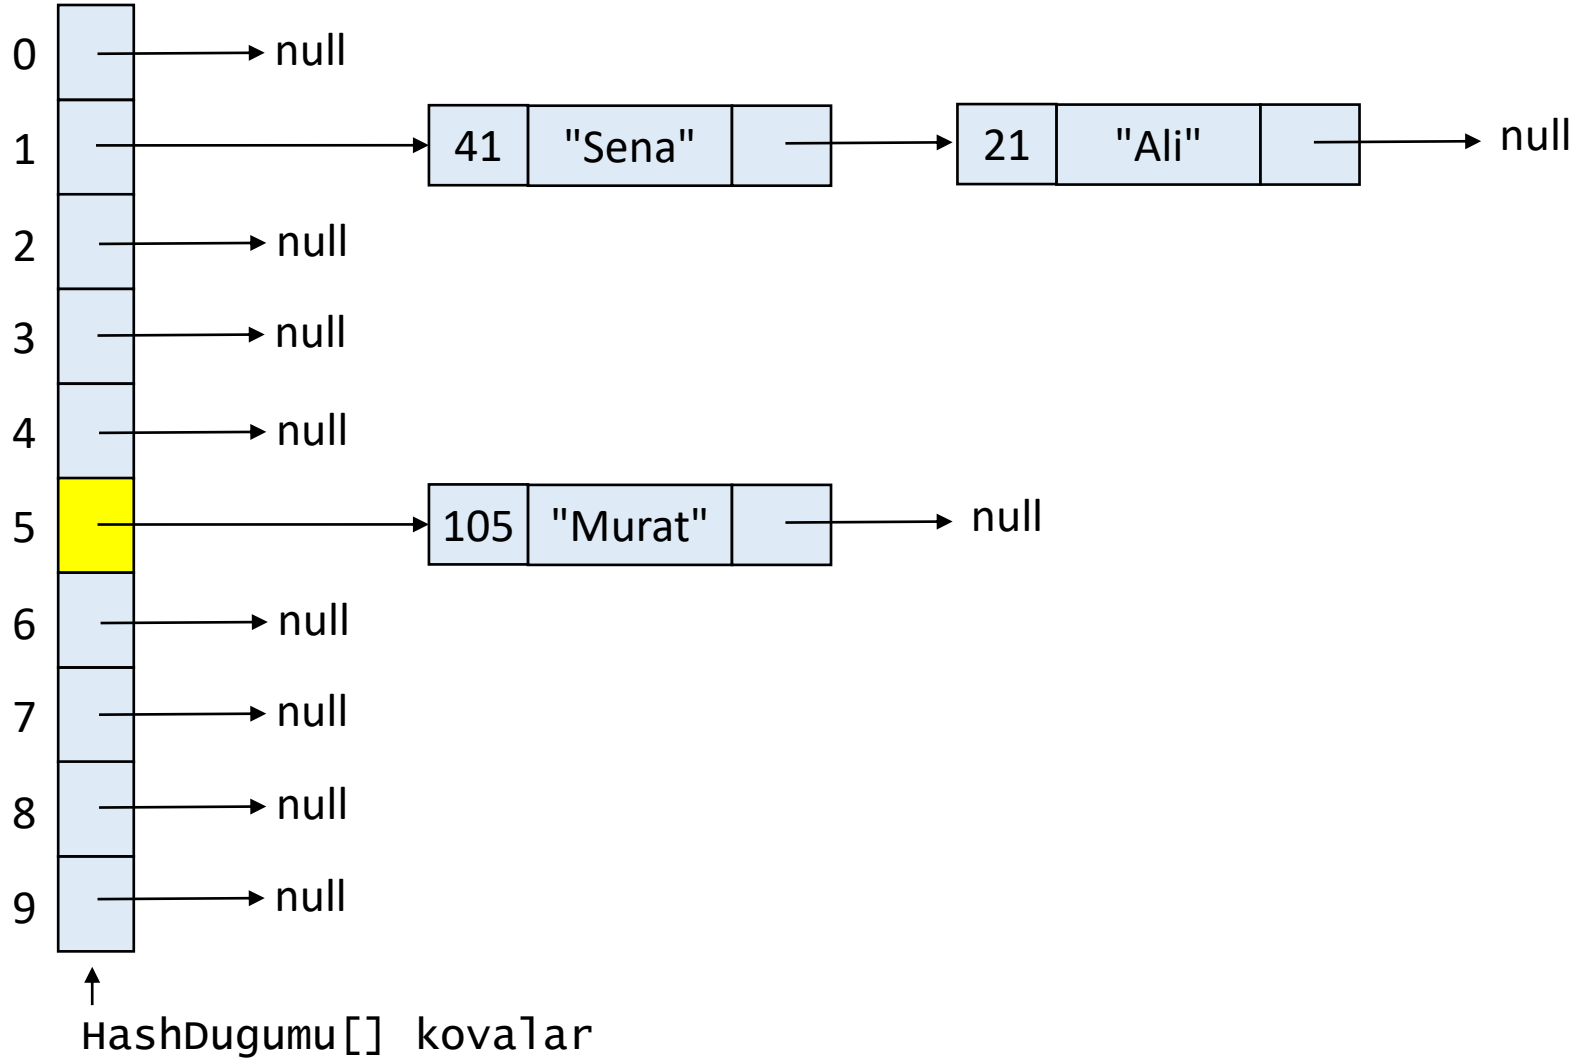 0 null
1 41 "Sena" 21 "Ali" null
2 null
3 null
4 null
5 105 "Murat" null
6 null
7 null
8 null
9 null
HashDugumu[] kovalar